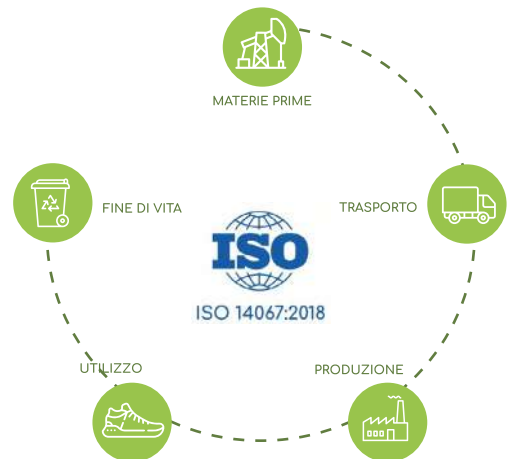 MATERIE PRIME
FINE DI VITA
TRASPORTO
ISO
ISO 14067:2018
UTILIZZO
PRODUZIONE